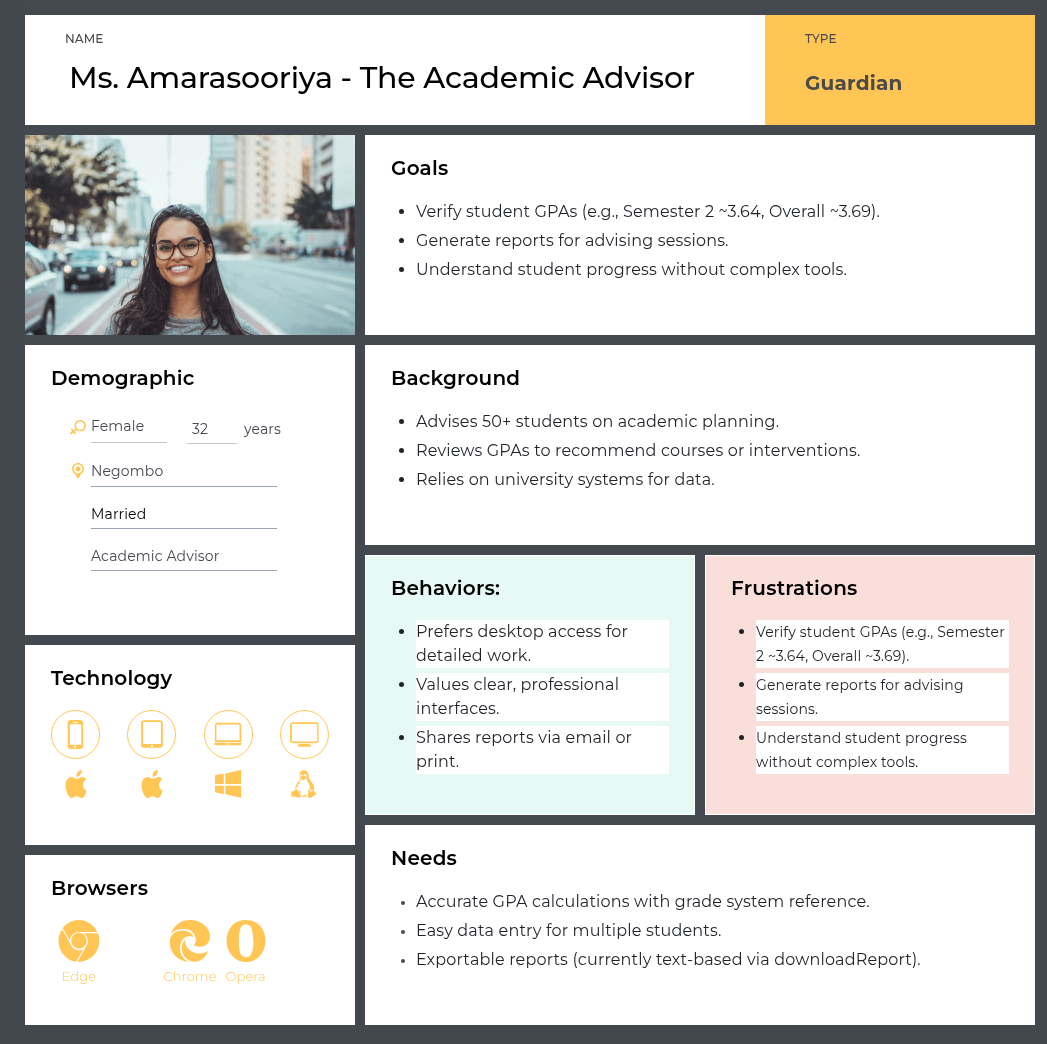 NAME
Ms. Amarasooriya - The Academic Advisor
TYPE
Guardian
Goals
• Verify student GPAs (e.g., Semester 2 ~3.64, Overall ~3.69).
• Generate reports for advising sessions.
• Understand student progress without complex tools.
Demographic
Female 32 years
Negombo
Married
Academic Advisor
Background
• Advises 50+ students on academic planning.
• Reviews GPAs to recommend courses or interventions.
• Relies on university systems for data.
Technology
Behaviors:
• Prefers desktop access for
detailed work.
• Values clear, professional
interfaces.
• Shares reports via email or
print.
Frustrations
• Verify student GPAs (e.g., Semester
2 ~3.64, Overall ~3.69).
• Generate reports for advising
sessions.
• Understand student progress
without complex tools.
Browsers
Edge Chrome Opera
Needs
• Accurate GPA calculations with grade system reference.
• Easy data entry for multiple students.
• Exportable reports (currently text-based via downloadReport).